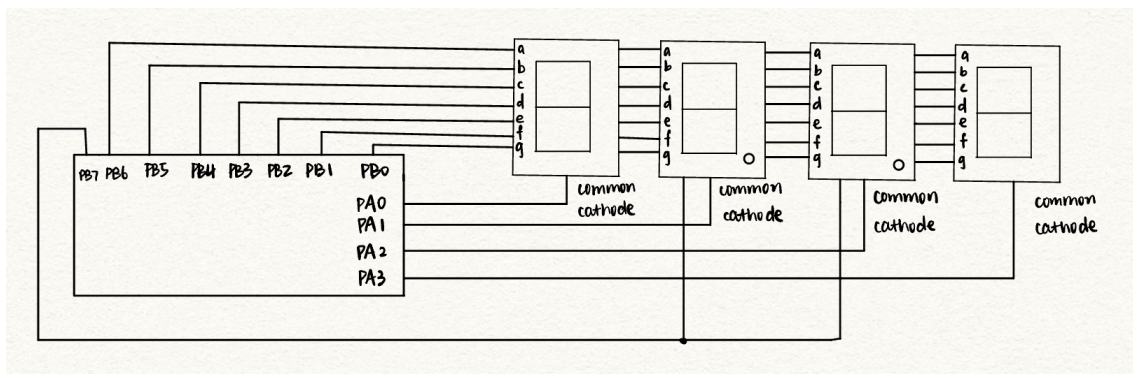 a
b
c
d
e
f
g
a
b
c
d
e
f
g
a
b
c
d
e
f
g
a
b
c
d
e
f
g
PB7 PB6 PB5 PB4 PB3 PB2 PB1 PB0
PA0
PA1
PA2
PA3
common
cathode
common
cathode
common
cathode
common
cathode